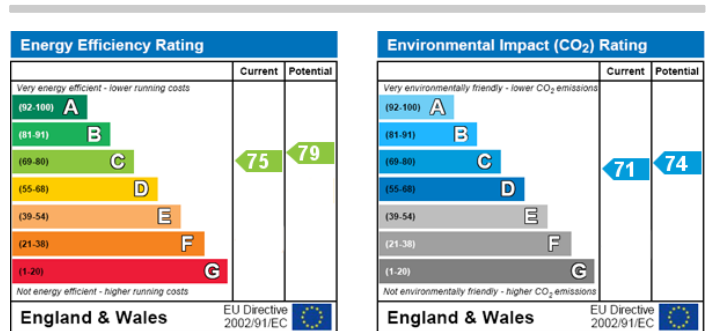 Energy Efficiency Rating
Current Potential
Very energy efficient - lower running costs
(92-100) A
(81-91) B
(69-80) C
(55-68) D
(39-54) E
(21-38) F
(1-20) G
75
79
Not energy efficient - higher running costs
England & Wales
EU Directive
2002/91/EC
Environmental Impact (CO2) Rating
Current Potential
Very environmentally friendly - lower CO2 emissions
(92-100) A
(81-91) B
(69-80) C
(55-68) D
(39-54) E
(21-38) F
(1-20) G
71
74
Not environmentally friendly - higher CO2 emissions
England & Wales
EU Directive
2002/91/EC